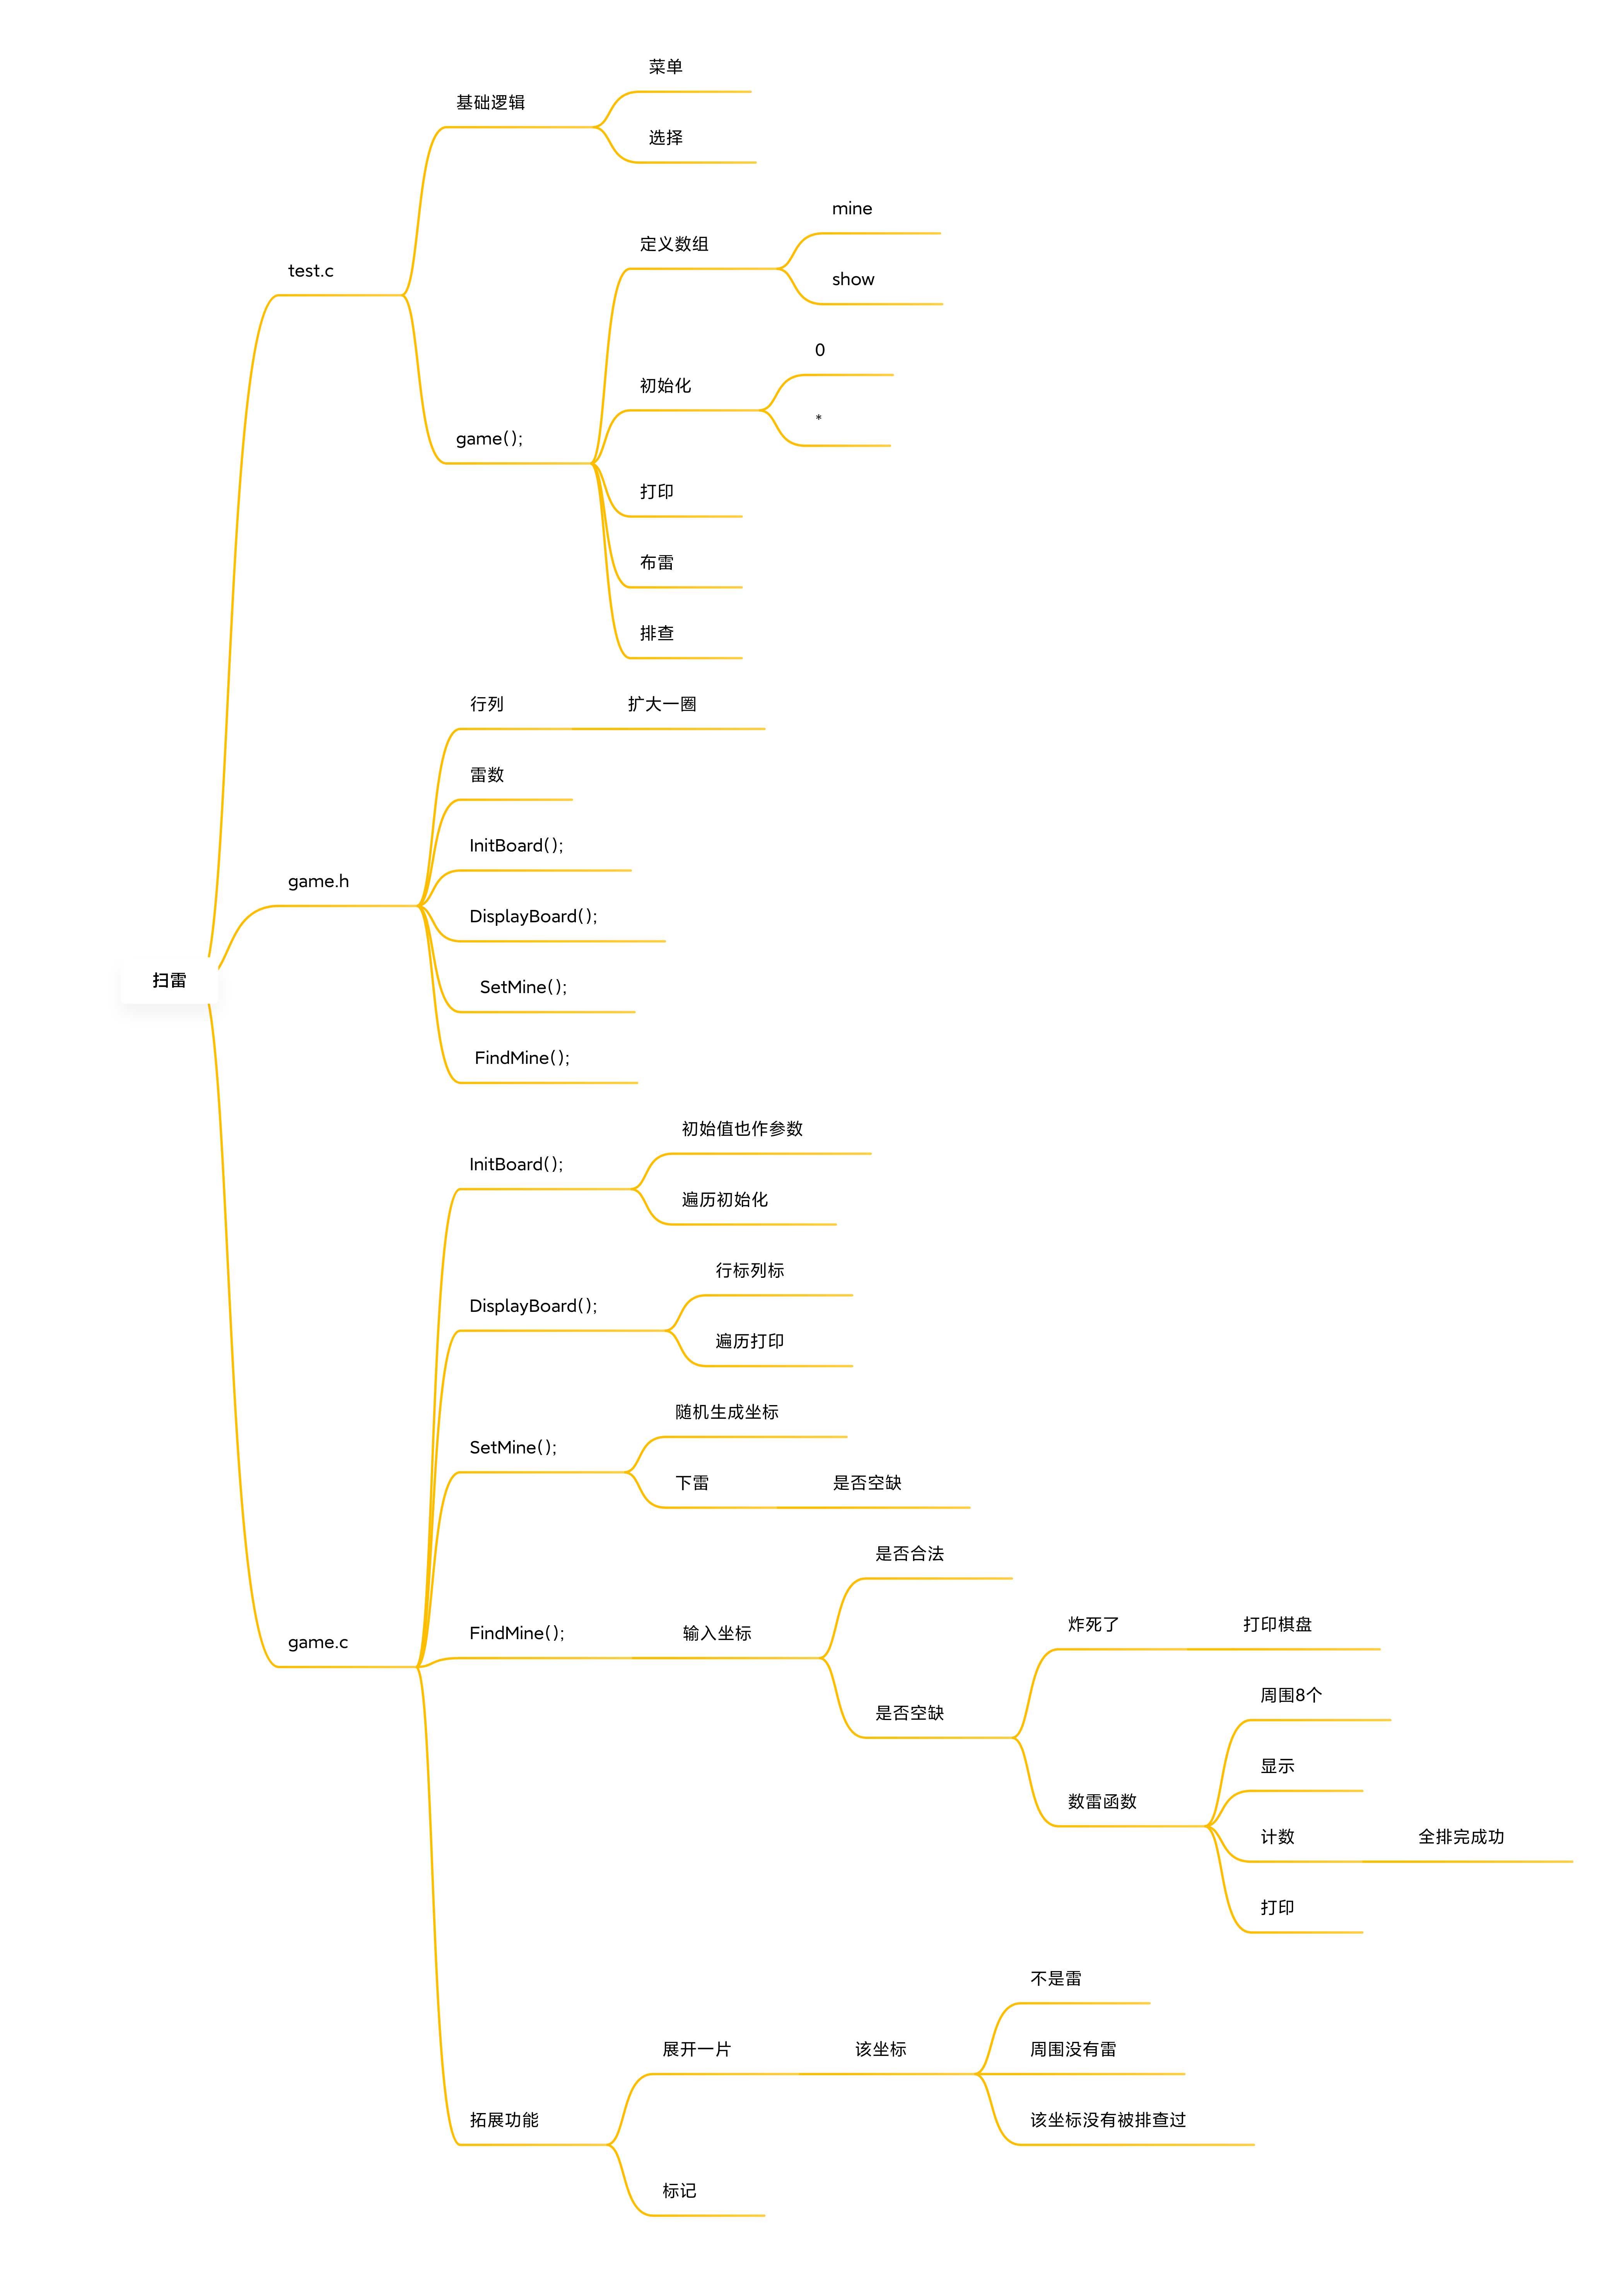 菜单
基础逻辑
选择
mine
定义数组
show
test.c
0
初始化
*
game();
打印
布雷
排查
行列
扩大一圈
雷数
InitBoard();
game.h
DisplayBoard();
扫雷
SetMine();
FindMine();
初始值也作参数
InitBoard();
遍历初始化
行标列标
DisplayBoard();
遍历打印
随机生成坐标
SetMine();
下雷
是否空缺
是否合法
炸死了
打印棋盘
FindMine();
输入坐标
game.c
周围8个
是否空缺
显示
数雷函数
计数
全排完成功
打印
不是雷
展开一片
该坐标
周围没有雷
拓展功能
该坐标没有被排查过
标记